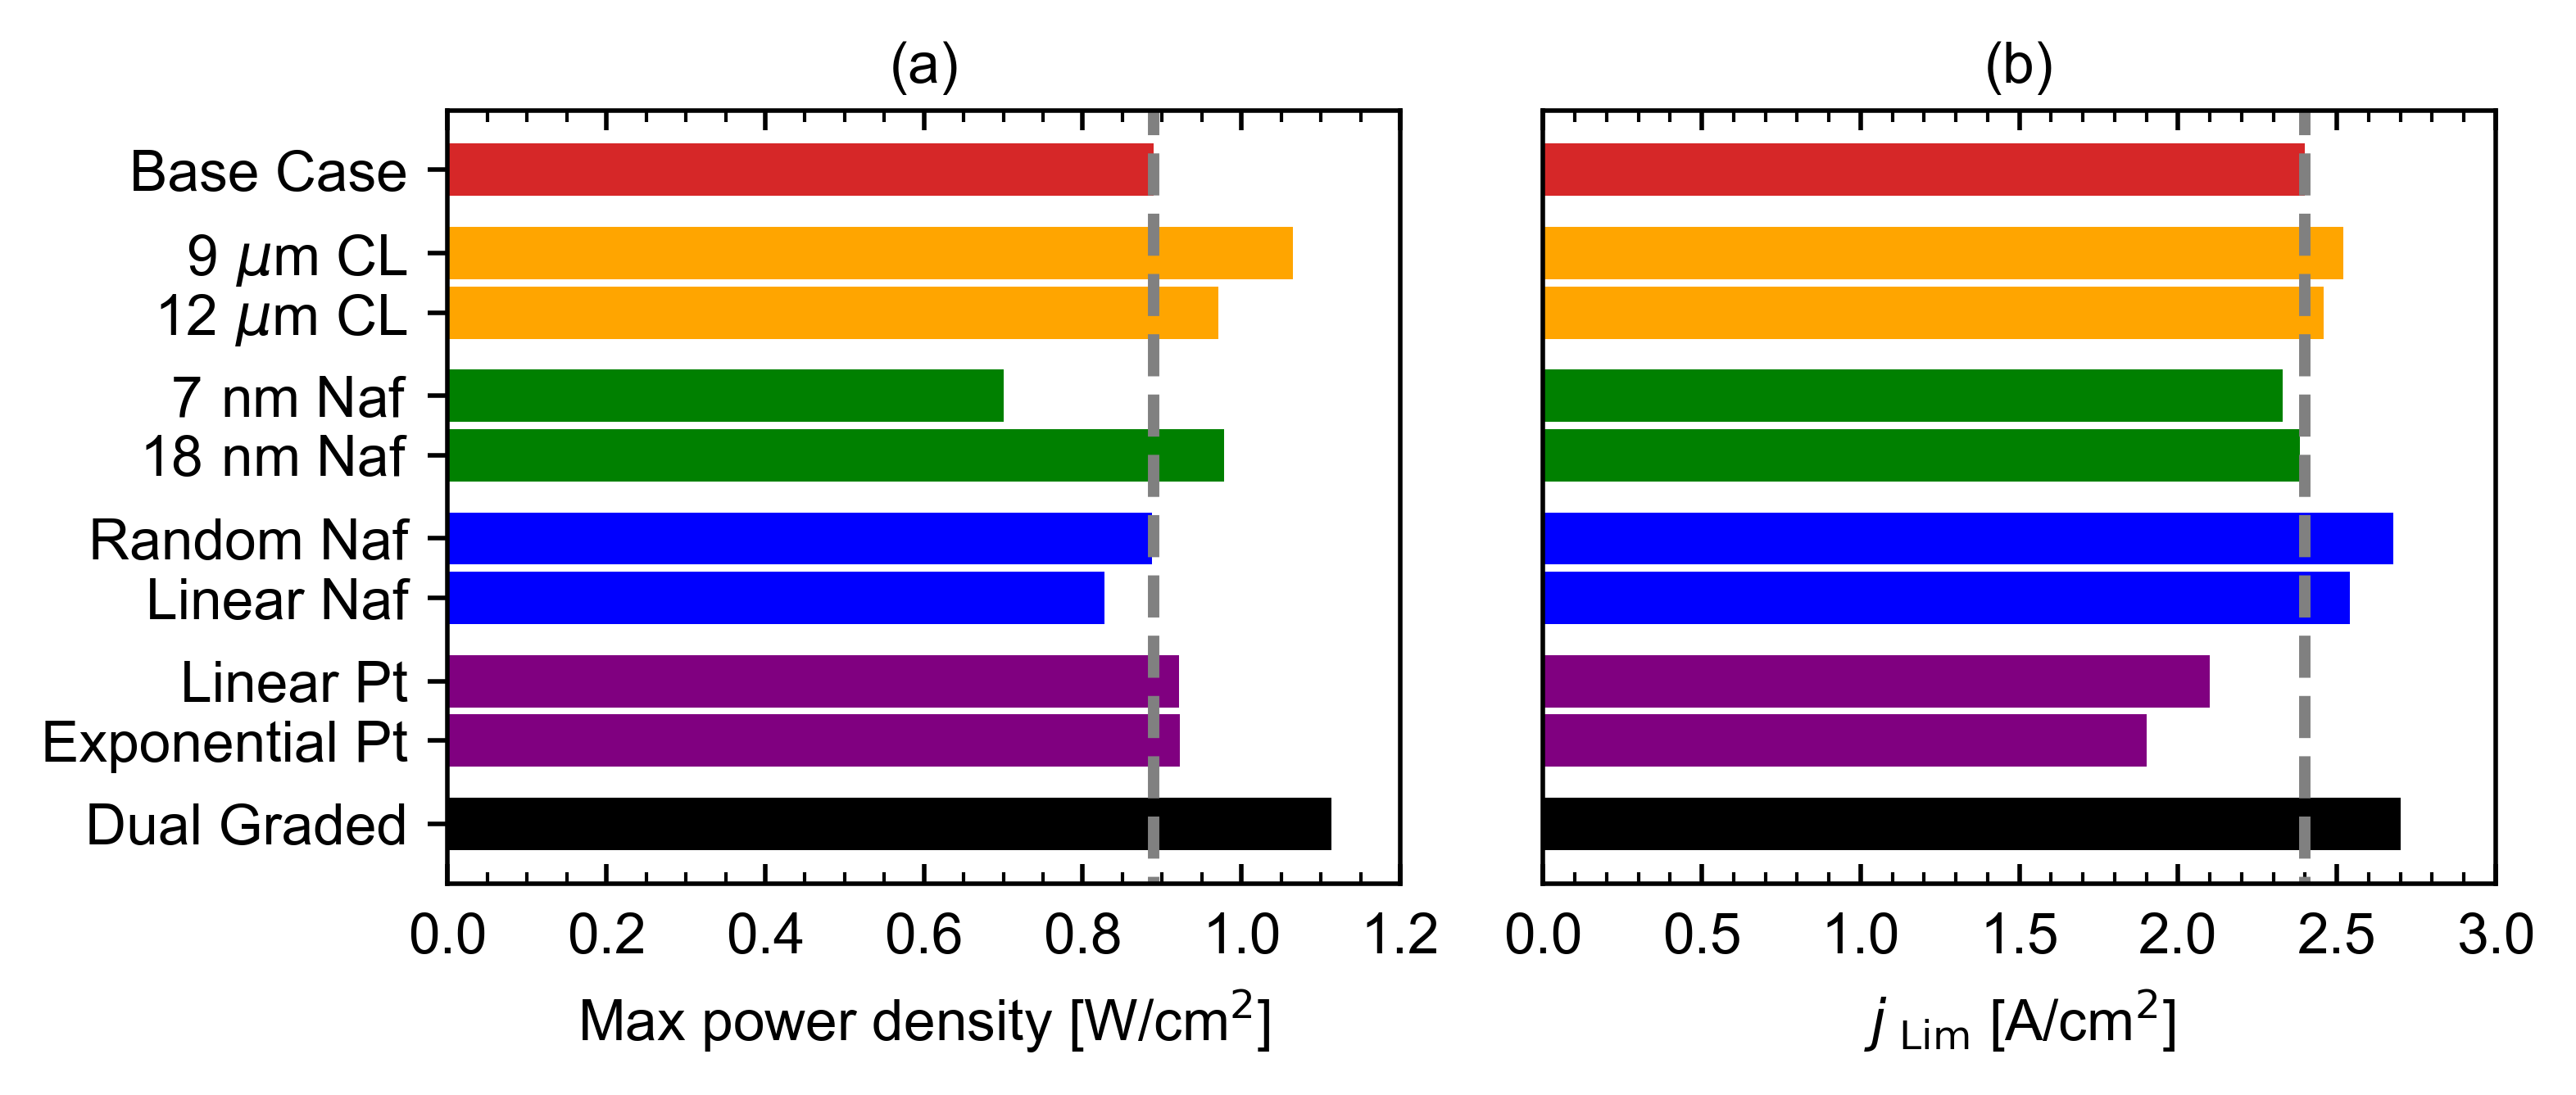 (a)
(b)
Base Case
9 μm CL
12 μm CL
7 nm Naf
18 nm Naf
Random Naf
Linear Naf
Linear Pt
Exponential Pt
Dual Graded
0.0 0.2 0.4 0.6 0.8 1.0 1.2
0.0 0.5 1.0 1.5 2.0 2.5 3.0
Max power density [W/cm²]
j Lim [A/cm²]